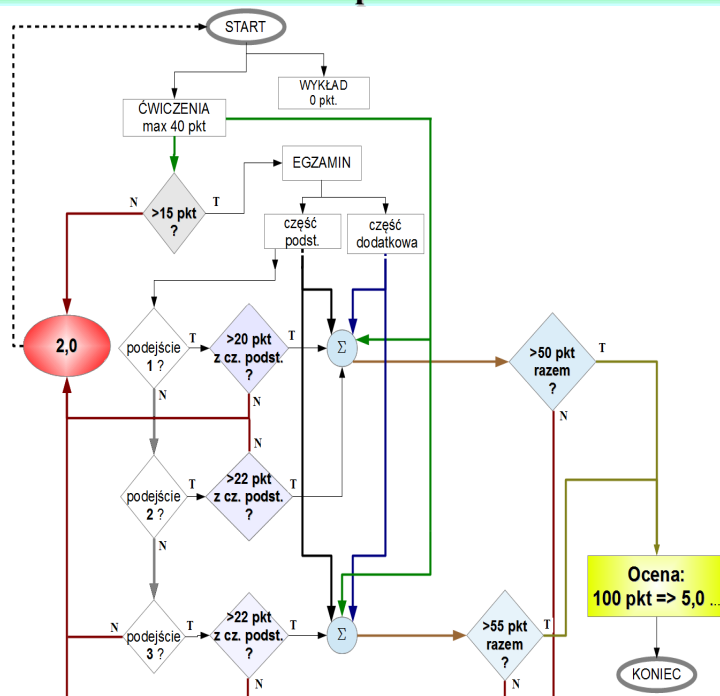 START
WYKŁAD
0 pkt.
ĆWICZENIA
max 40 pkt
EGZAMIN
N
>15 pkt
?
T
część
podst.
część
dodatkowa
2,0
podejście
1 ?
T
>20 pkt
z cz. podst.
?
T
Σ
>50 pkt
razem
?
T
N
N
N
N
podejście
2 ?
T
>22 pkt
z cz. podst.
?
T
N
Ocena:
100 pkt => 5,0 ...
N
podejście
3 ?
T
>22 pkt
z cz. podst.
?
T
Σ
>55 pkt
razem
?
T
KONIEC
N
N